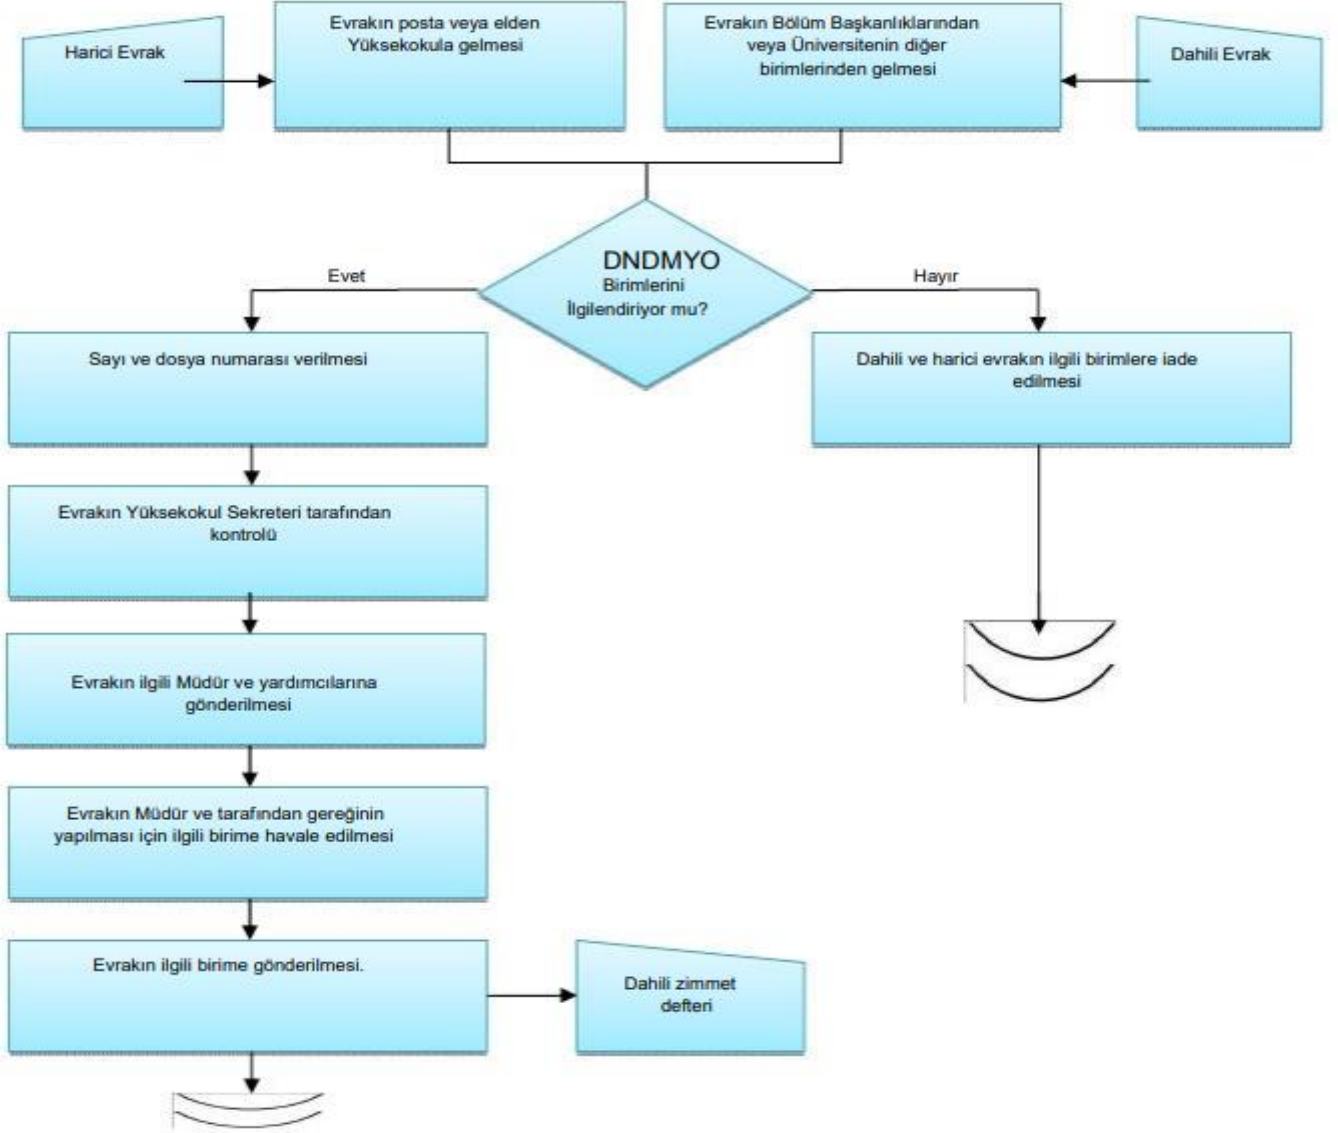 Harici Evrak
Evrakın posta veya elden
Yüksekokula gelmesi
Evrakın Bölüm Başkanlıklarından
veya Üniversitenin diğer
birimlerinden gelmesi
Dahili Evrak
DNDMYO
Birimlerini
İlgilendiriyor mu?
Evet
Hayır
Sayı ve dosya numarası verilmesi
Dahili ve harici evrakın ilgili birimlere iade
edilmesi
Evrakın Yüksekokul Sekreteri tarafından
kontrolü
Evrakın ilgili Müdür ve yardımcılarına
gönderilmesi
Evrakın Müdür ve tarafından gereğinin
yapılması için ilgili birime havale edilmesi
Evrakın ilgili birime gönderilmesi.
Dahili zimmet
defteri